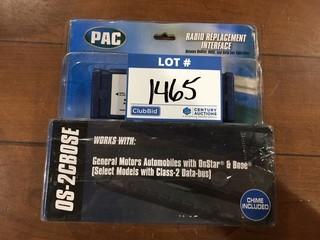 PAC
RADIO REPLACEMENT
INTERFACE
LOT #
1465
ClubBid
CENTURY
AUCTIONS
OS-2CBOSE
WORKS WITH:
General Motors Automobiles with OnStar® & Bose®
(Select Models with Class-2 Data-bus)
CHIME
INCLUDED